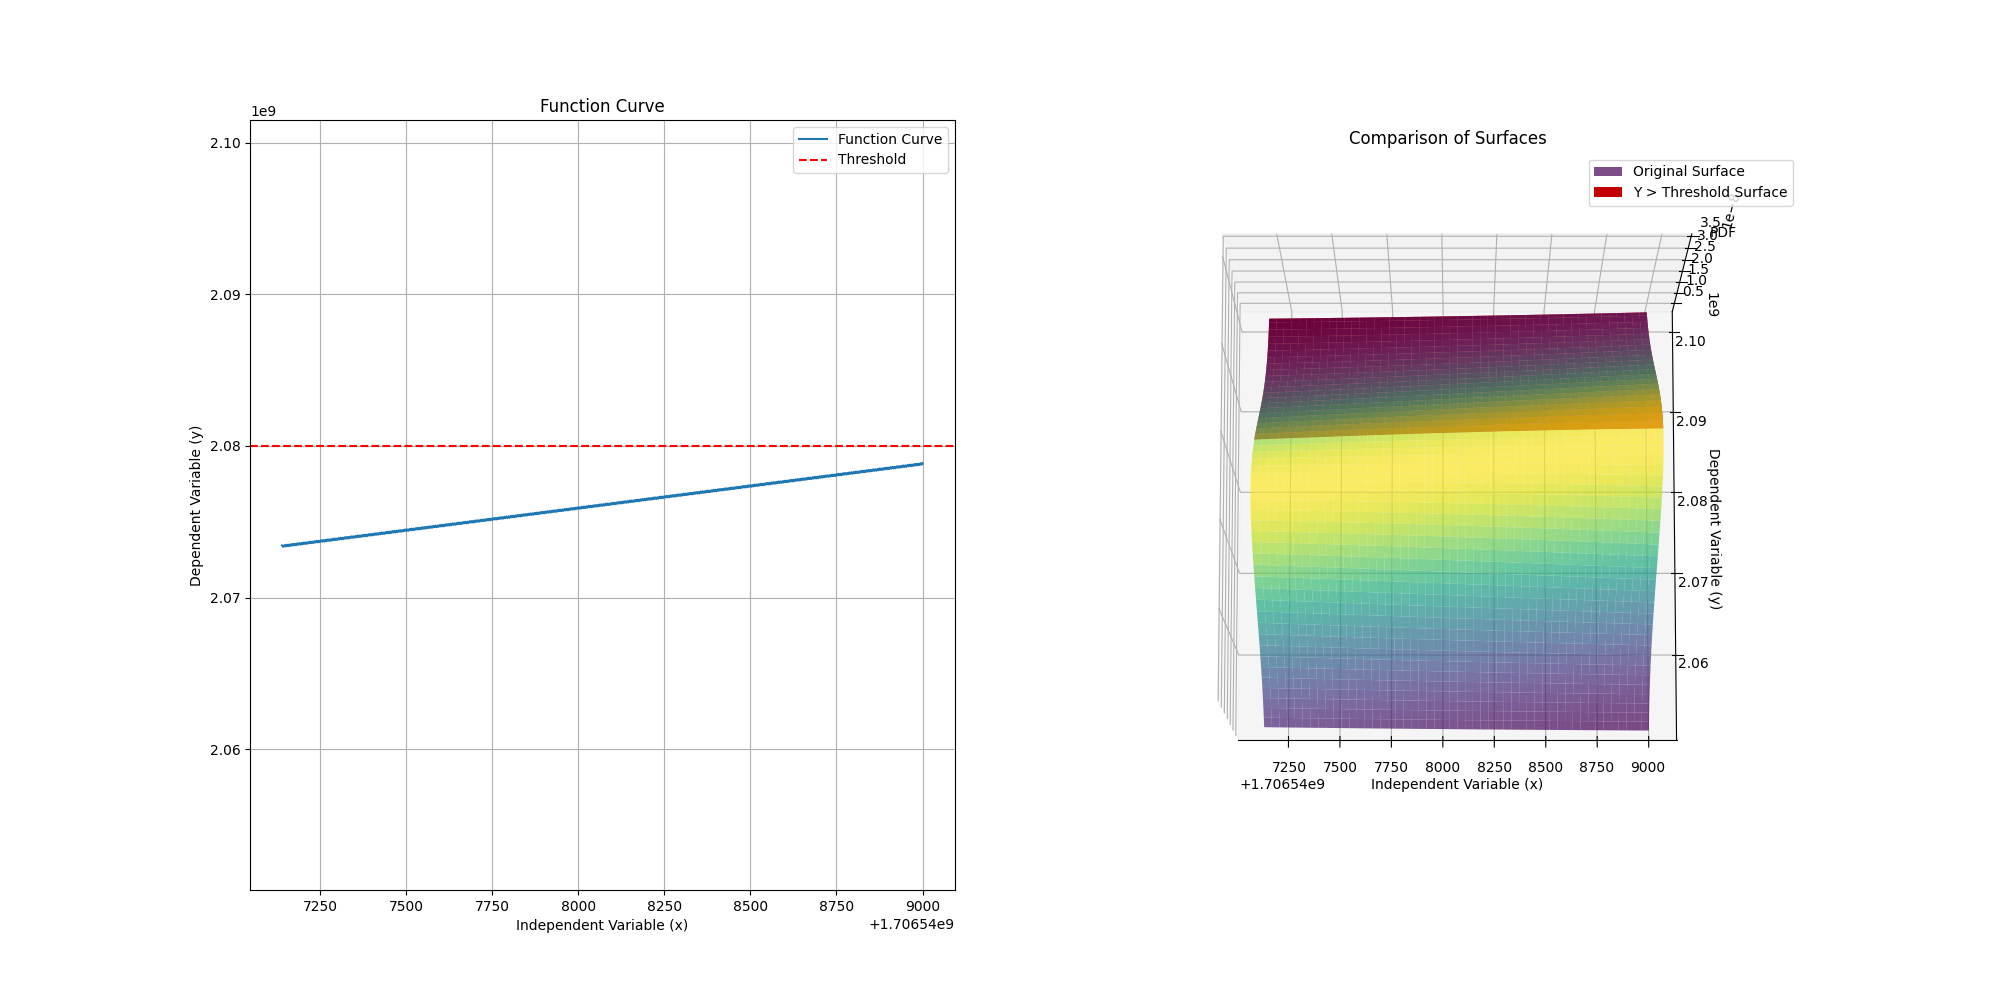 Function Curve
1e9
2.10
2.09
2.08
2.07
2.06
Dependent Variable (y)
Function Curve
Threshold
7250 7500 7750 8000 8250 8500 8750 9000
Independent Variable (x)
+1.70654e9
Comparison of Surfaces
Original Surface
Y > Threshold Surface
3.5
3.0
2.5
2.0
1.5
1.0
0.5
PDF
1e9
2.10
2.09
2.08
2.07
2.06
Dependent Variable (y)
7250 7500 7750 8000 8250 8500 8750 9000
+1.70654e9
Independent Variable (x)